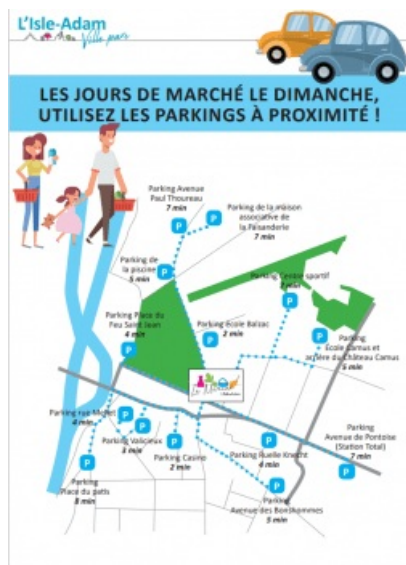 L'Isle-Adam
Ville parc
LES JOURS DE MARCHÉ LE DIMANCHE,
UTILISEZ LES PARKINGS À PROXIMITÉ !
Parking Avenue
Paul Thoureau
7 min
Parking de la maison
associative de
la Faisanderie
7 min
Parking de
la piscine
5 min
Parking Centre sportif
7 min
Parking Place du
Feu Saint Jean
4 min
Parking École Balzac
2 min
Parking
École Camus et
arrière du Château Camus
5 min
Parking rue Mellet
4 min
Parking Valicieux
3 min
Parking Casino
2 min
Parking Ruelle Knecht
4 min
Parking
Avenue de Pontoise
(Station Total)
7 min
Parking
Place du patis
8 min
Parking
Avenue des Bonshommes
5 min
P
P
P
P
P
P
P
P
P
P
P
P
P
P